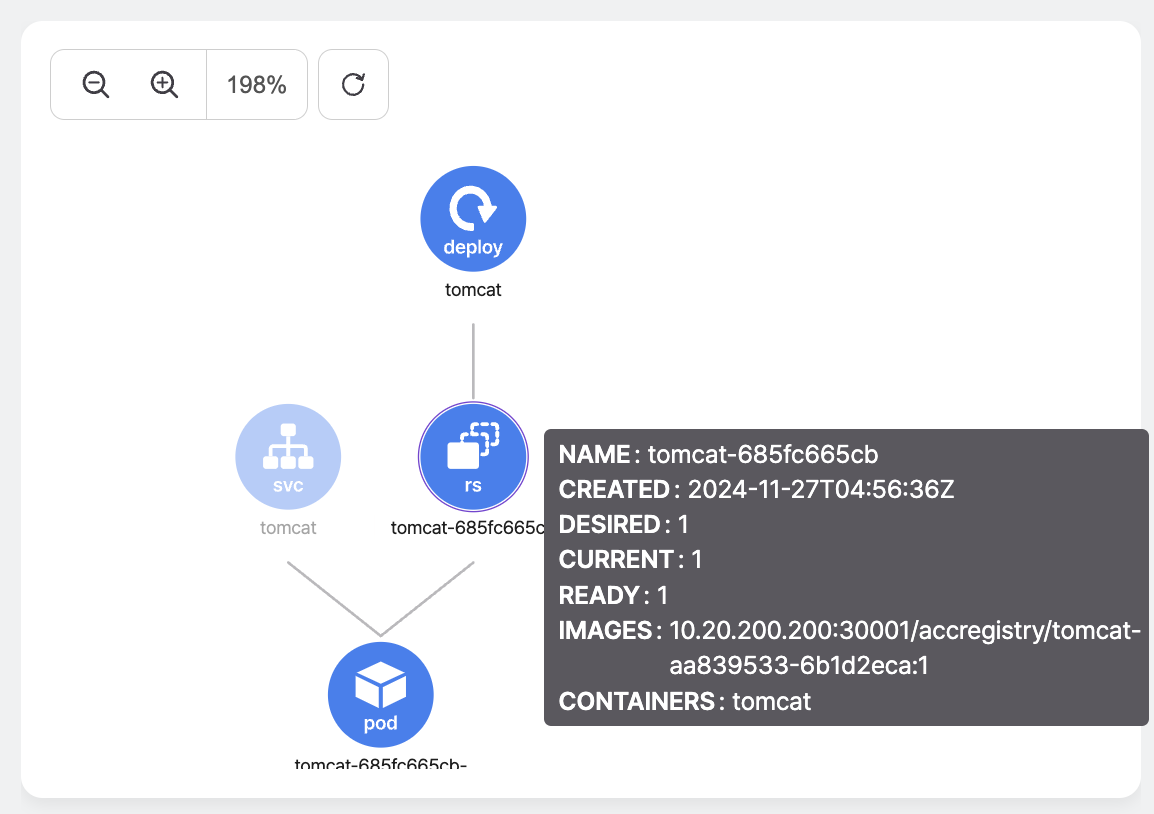 198%
deploy
tomcat
svc
tomcat
rs
tomcat-685fc665c
NAME : tomcat-685fc665cb
CREATED : 2024-11-27T04:56:36Z
DESIRED : 1
CURRENT : 1
READY : 1
IMAGES : 10.20.200.200:30001/accregistry/tomcat-
aa839533-6b1d2eca:1
CONTAINERS : tomcat
pod
tomcat-685fc665cb-